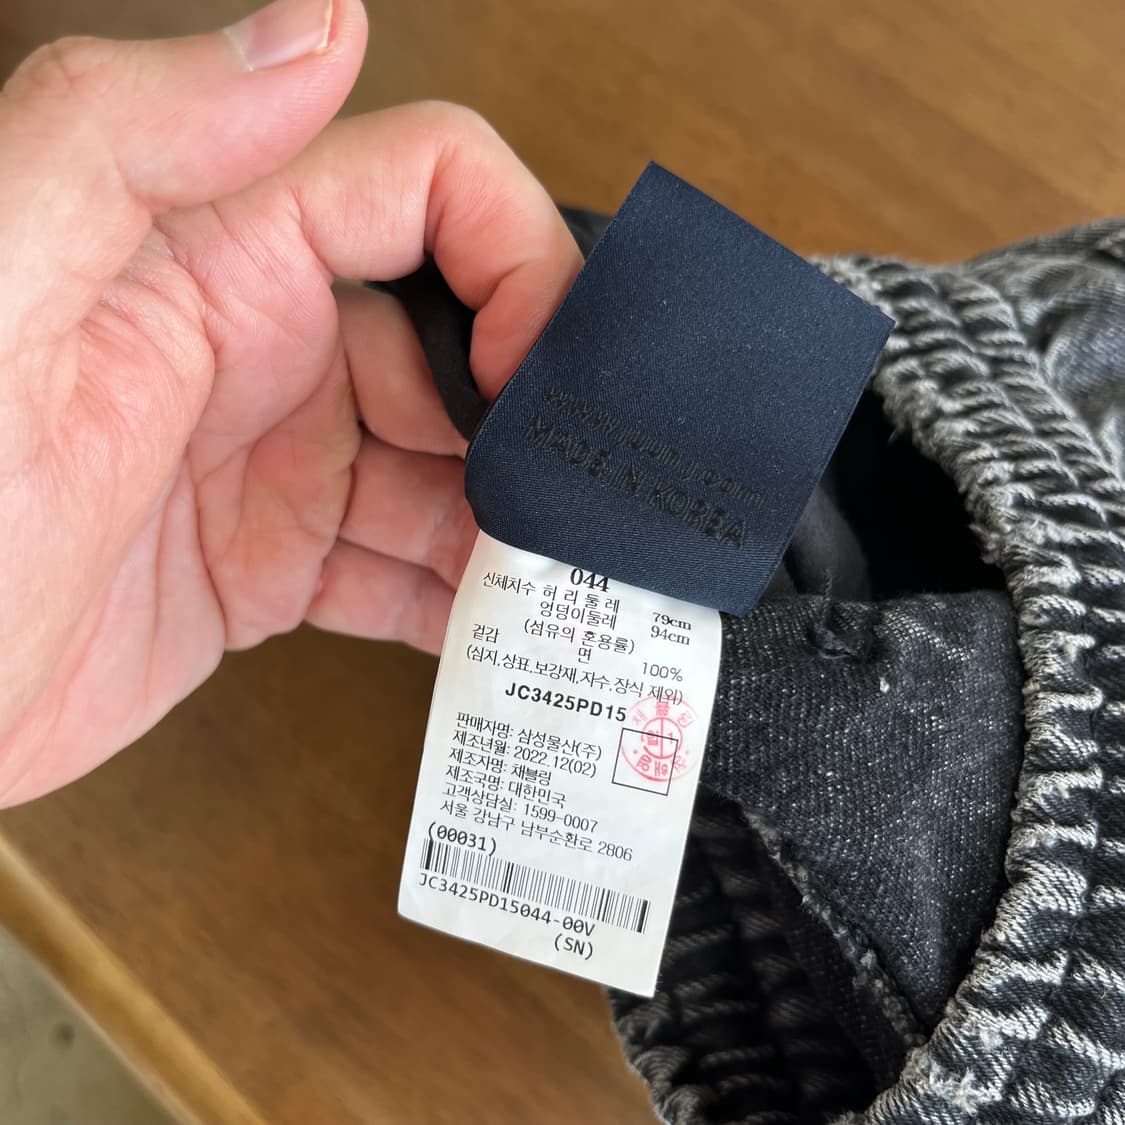 MADE IN KOREA
044
신체치수 허 리 둘 레 79cm
엉덩이둘레 94cm
(섬유의 혼용률)
겉감 면 100%
(심지.상표.보강재.자수.장식 제외)
JC3425PD15
판매자명: 삼성물산(주)
제조년월: 2022.12(02)
제조자명: 채블링
제조국명: 대한민국
고객상담실: 1599-0007
서울 강남구 남부순환로 2806
(00031)
JC3425PD15044-00V
(SN)